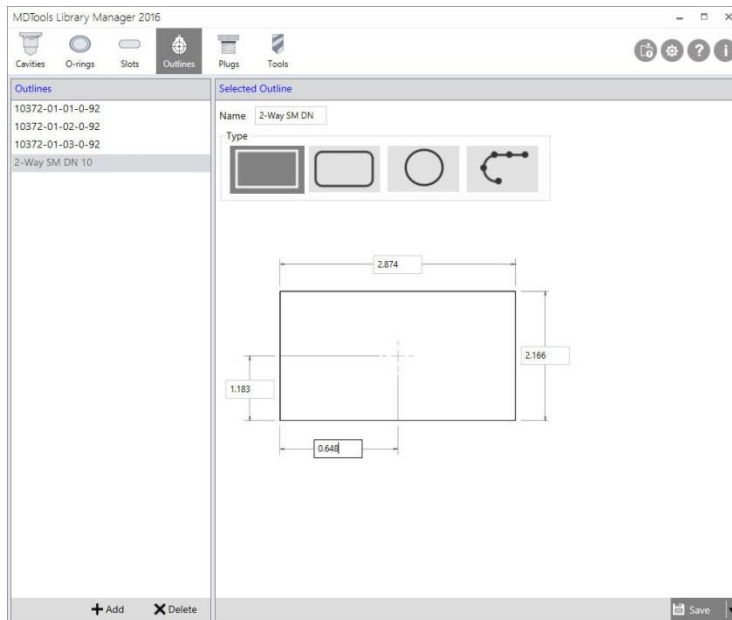 MDTools Library Manager 2016
Cavities O-rings Slots Outlines Plugs Tools
Outlines
10372-01-01-0-92
10372-01-02-0-92
10372-01-03-0-92
2-Way SM DN 10
Add Delete
Selected Outline
Name 2-Way SM DN
Type
2.874
2.166
1.183
0.648
Save